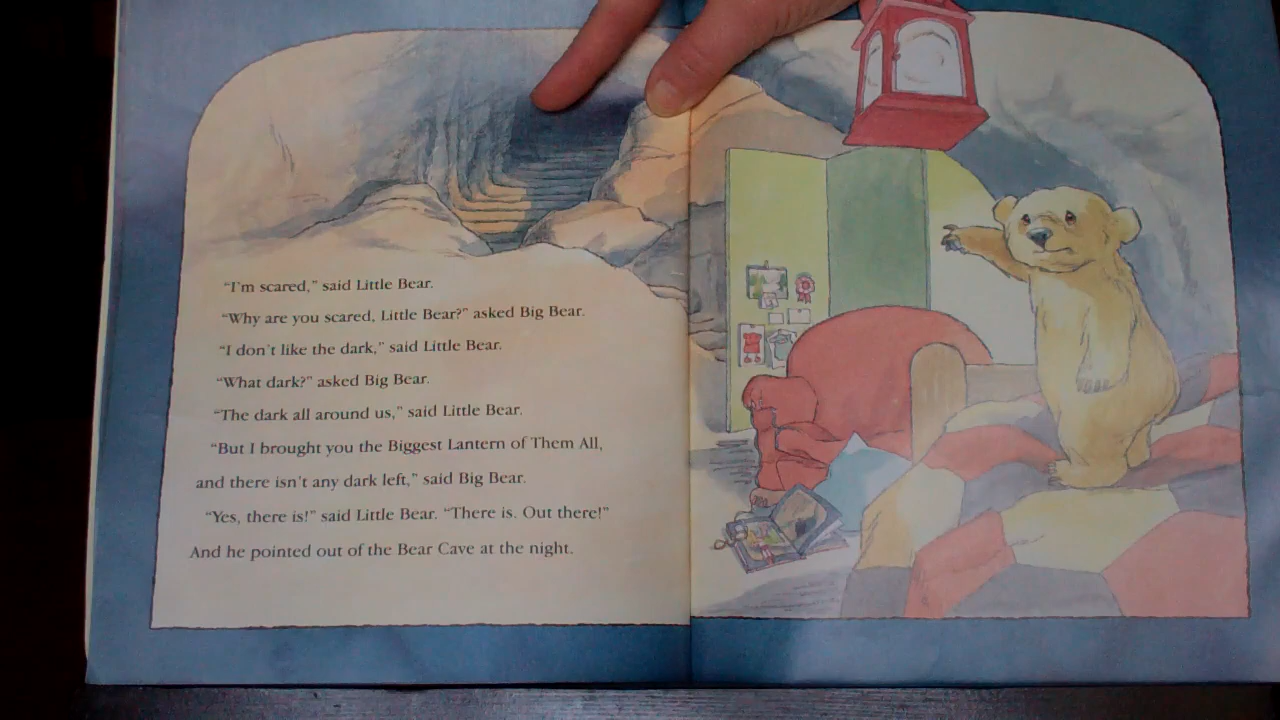 “I'm scared,” said Little Bear.
“Why are you scared, Little Bear?” asked Big Bear.
“I don't like the dark,” said Little Bear.
“What dark?” asked Big Bear.
“The dark all around us,” said Little Bear.
“But I brought you the Biggest Lantern of Them All,
and there isn't any dark left,” said Big Bear.
“Yes, there is!” said Little Bear. “There is. Out there!”
And he pointed out of the Bear Cave at the night.